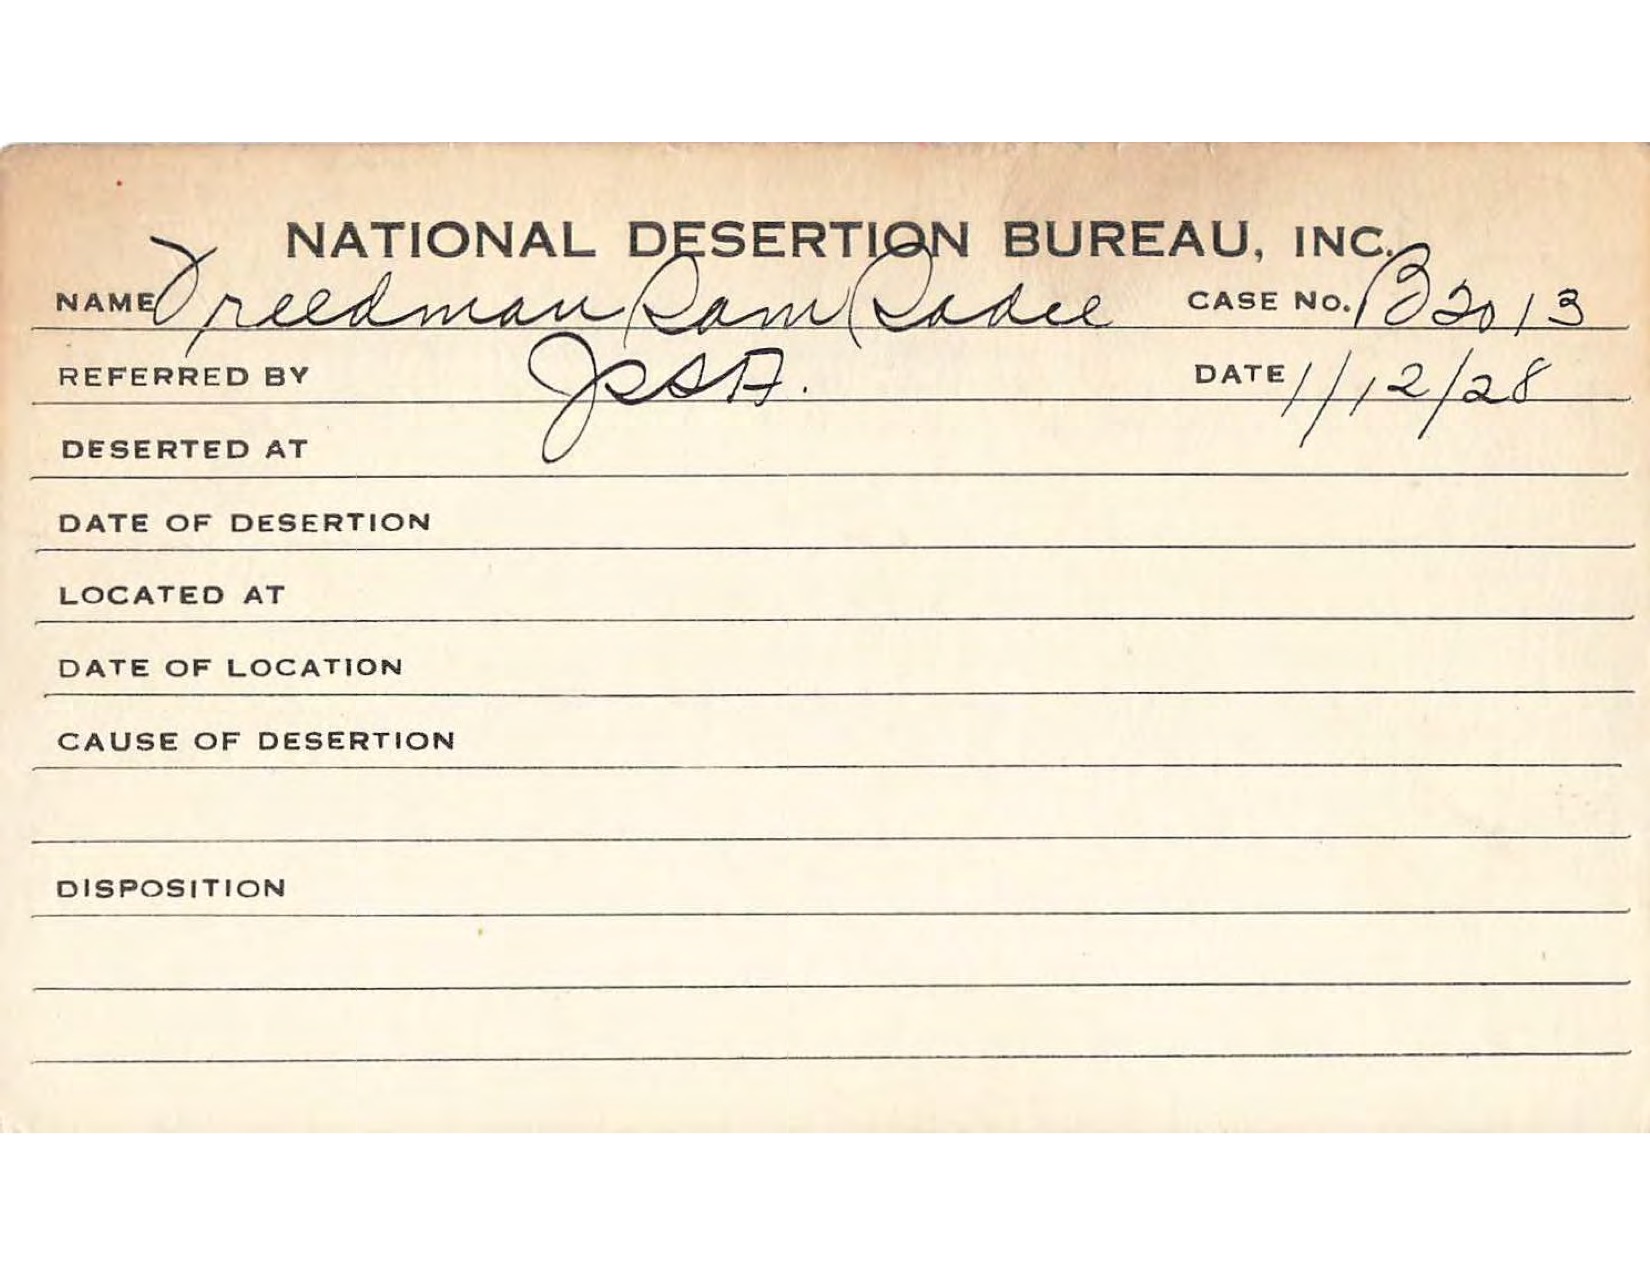 NATIONAL DESERTION BUREAU, INC.
NAME Freedman Sam (Sadie CASE NO. B2013
REFERRED BY JSSA. DATE 1/12/28
DESERTED AT
DATE OF DESERTION
LOCATED AT
DATE OF LOCATION
CAUSE OF DESERTION
DISPOSITION